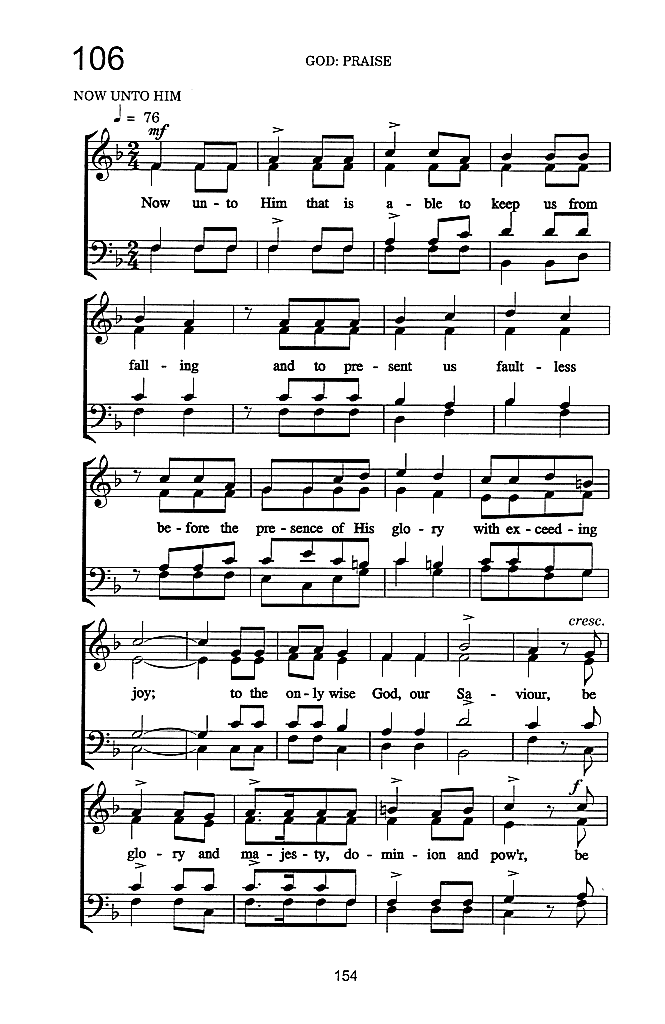 106
GOD: PRAISE
NOW UNTO HIM
♩ = 76
mf
Now un - to Him that is a - ble to keep us from
fall - ing and to pre - sent us fault - less
be - fore the pre - sence of His glo - ry with ex - ceed - ing
cresc.
joy; to the on - ly wise God, our Sa - viour, be
f
glo - ry and ma - jes - ty, do - min - ion and pow'r, be
154